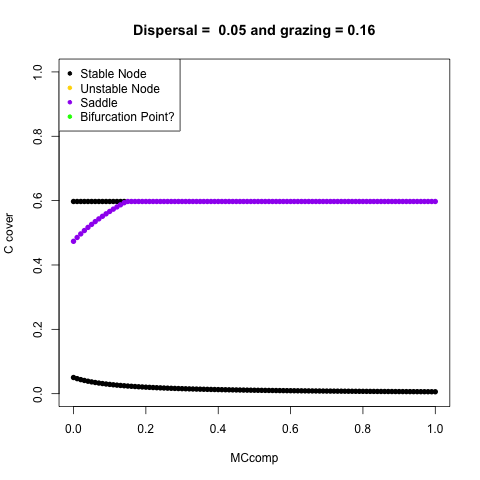 Dispersal =  0.05 and grazing = 0.16
Stable Node
Unstable Node
Saddle
Bifurcation Point?
C cover
1.0
0.8
0.6
0.4
0.2
0.0
0.0 0.2 0.4 0.6 0.8 1.0
MCcomp